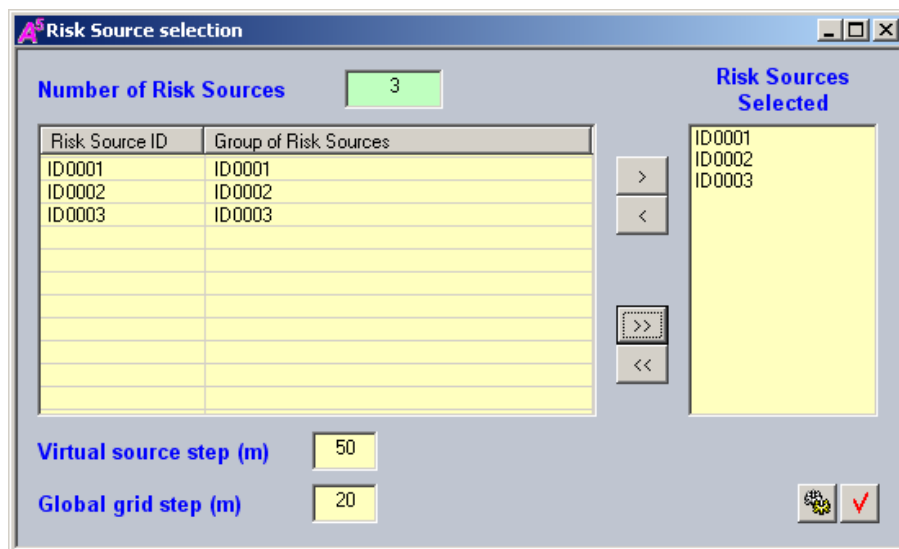 A5 Risk Source selection
Number of Risk Sources 3
Risk Sources
Selected
Risk Source ID Group of Risk Sources
ID0001 ID0001
ID0002 ID0002
ID0003 ID0003
>
<
>>
<<
ID0001
ID0002
ID0003
Virtual source step (m) 50
Global grid step (m) 20